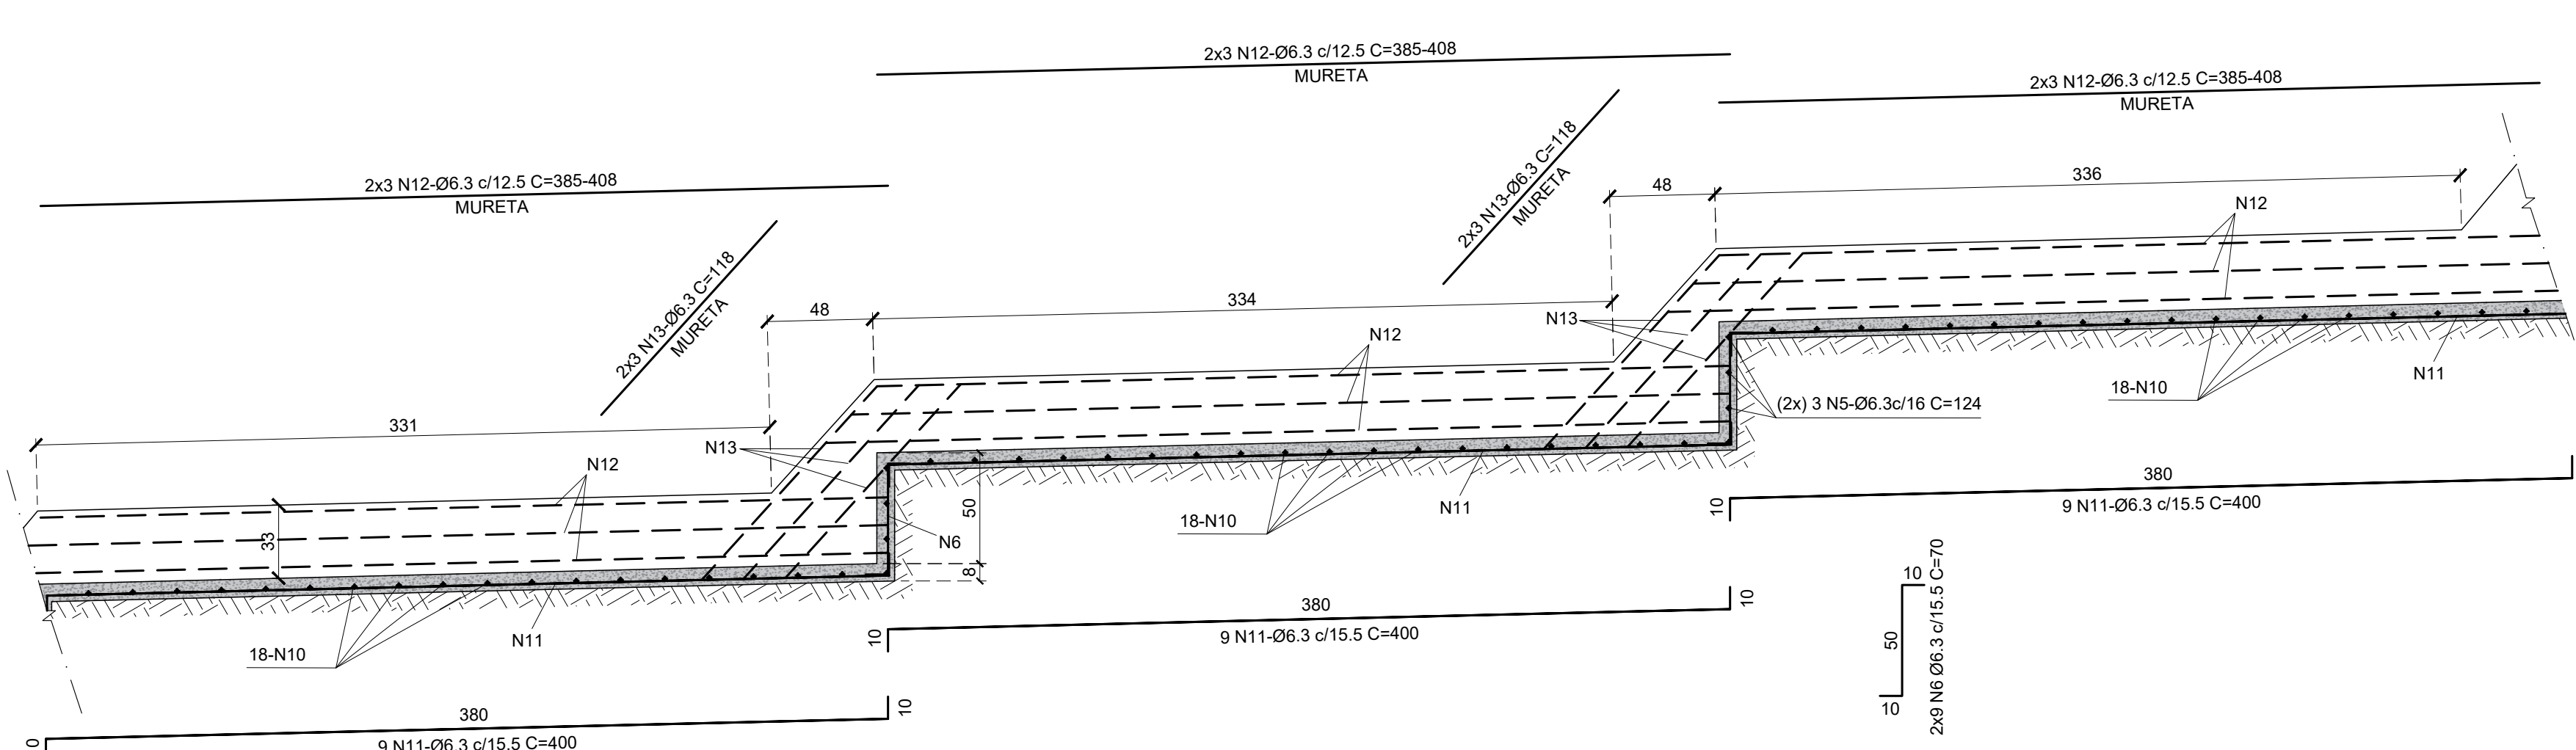 2x3 N12-Ø6.3 c/12.5 C=385-408
MURETA
2x3 N12-Ø6.3 c/12.5 C=385-408
MURETA
2x3 N12-Ø6.3 c/12.5 C=385-408
MURETA
2x3 N13-Ø6.3 C=118
MURETA
2x3 N13-Ø6.3 C=118
MURETA
48
336
N12
48
334
N13
N12
331
N13
N12
33
50
8
N6
18-N10
N11
18-N10
N11
(2x) 3 N5-Ø6.3c/16 C=124
18-N10
N11
10
380
9 N11-Ø6.3 c/15.5 C=400
10
380
10
9 N11-Ø6.3 c/15.5 C=400
0
380
10
9 N11-Ø6.3 c/15.5 C=400
10
50
10
2x9 N6 Ø6.3 c/15.5 C=70